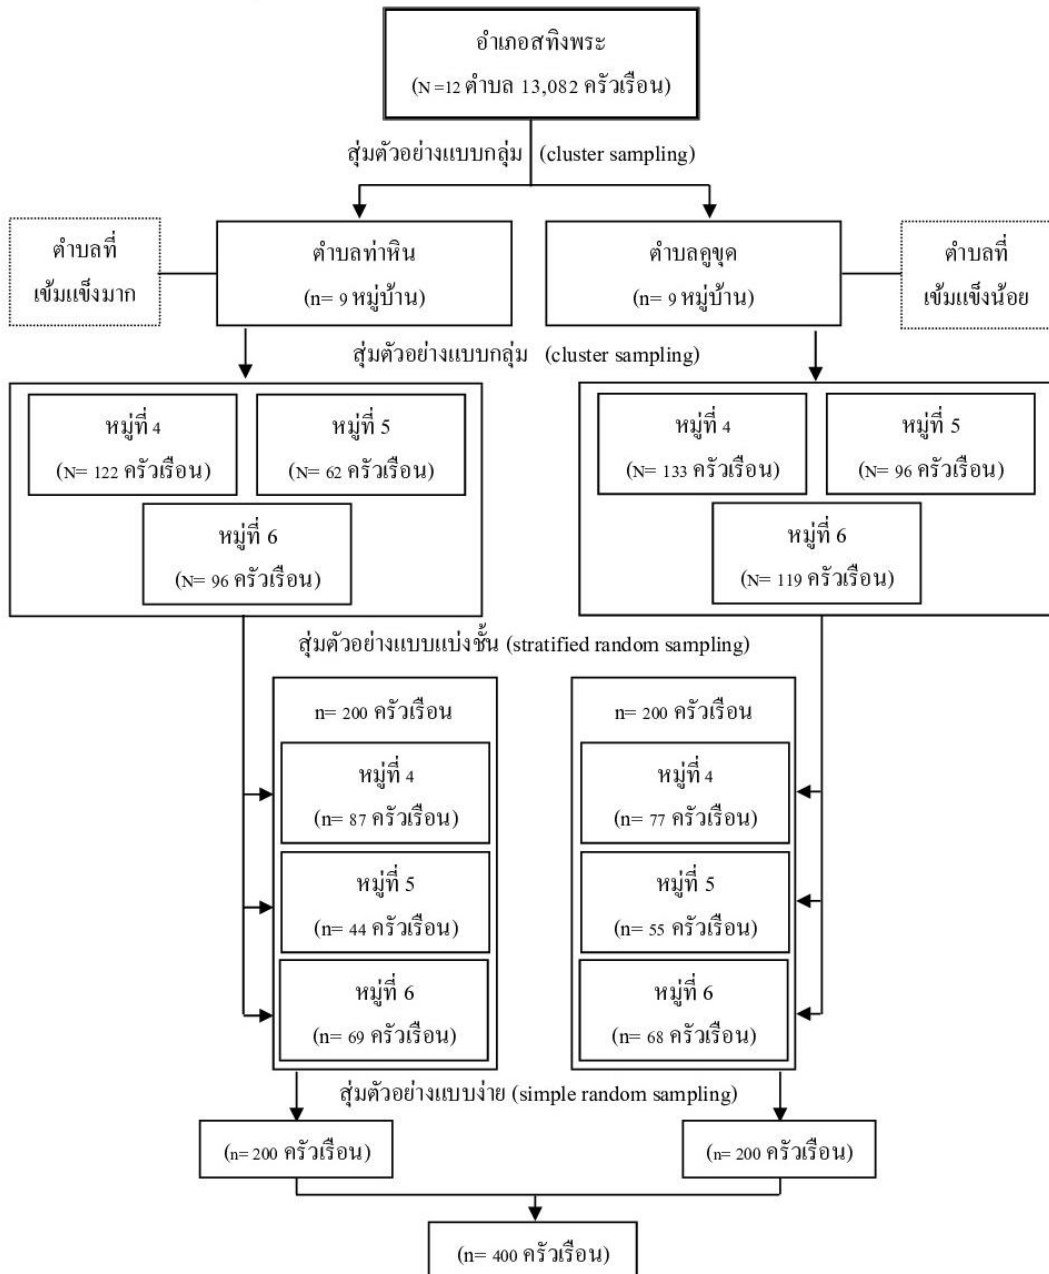 อำเภอสทิงพระ
(N =12 ตำบล 13,082 ครัวเรือน)
สุ่มตัวอย่างแบบกลุ่ม (cluster sampling)
ตำบลที่
เข้มแข็งมาก
ตำบลท่าหิน
(n= 9 หมู่บ้าน)
ตำบลคูขุด
(n= 9 หมู่บ้าน)
ตำบลที่
เข้มแข็งน้อย
สุ่มตัวอย่างแบบกลุ่ม (cluster sampling)
หมู่ที่ 4
(N= 122 ครัวเรือน)
หมู่ที่ 5
(N= 62 ครัวเรือน)
หมู่ที่ 6
(N= 96 ครัวเรือน)
หมู่ที่ 4
(N= 133 ครัวเรือน)
หมู่ที่ 5
(N= 96 ครัวเรือน)
หมู่ที่ 6
(N= 119 ครัวเรือน)
สุ่มตัวอย่างแบบแบ่งชั้น (stratified random sampling)
n= 200 ครัวเรือน
หมู่ที่ 4
(n= 87 ครัวเรือน)
หมู่ที่ 5
(n= 44 ครัวเรือน)
หมู่ที่ 6
(n= 69 ครัวเรือน)
n= 200 ครัวเรือน
หมู่ที่ 4
(n= 77 ครัวเรือน)
หมู่ที่ 5
(n= 55 ครัวเรือน)
หมู่ที่ 6
(n= 68 ครัวเรือน)
สุ่มตัวอย่างแบบง่าย (simple random sampling)
(n= 200 ครัวเรือน)
(n= 200 ครัวเรือน)
(n= 400 ครัวเรือน)